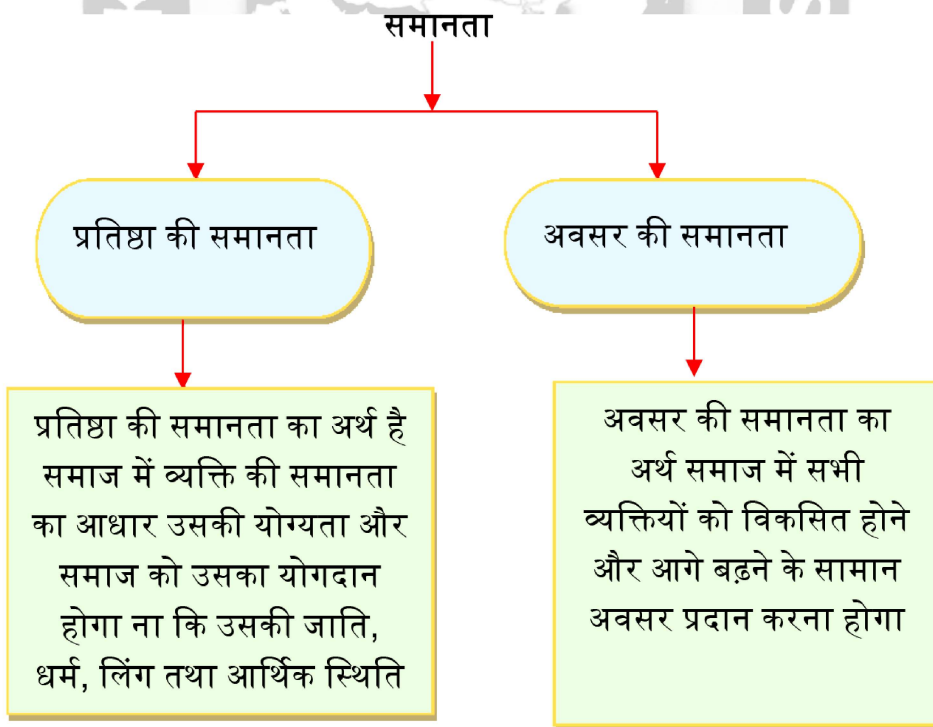 समानता
प्रतिष्ठा की समानता
अवसर की समानता
प्रतिष्ठा की समानता का अर्थ है
समाज में व्यक्ति की समानता
का आधार उसकी योग्यता और
समाज को उसका योगदान
होगा ना कि उसकी जाति,
धर्म, लिंग तथा आर्थिक स्थिति
अवसर की समानता का
अर्थ समाज में सभी
व्यक्तियों को विकसित होने
और आगे बढ़ने के सामान
अवसर प्रदान करना होगा